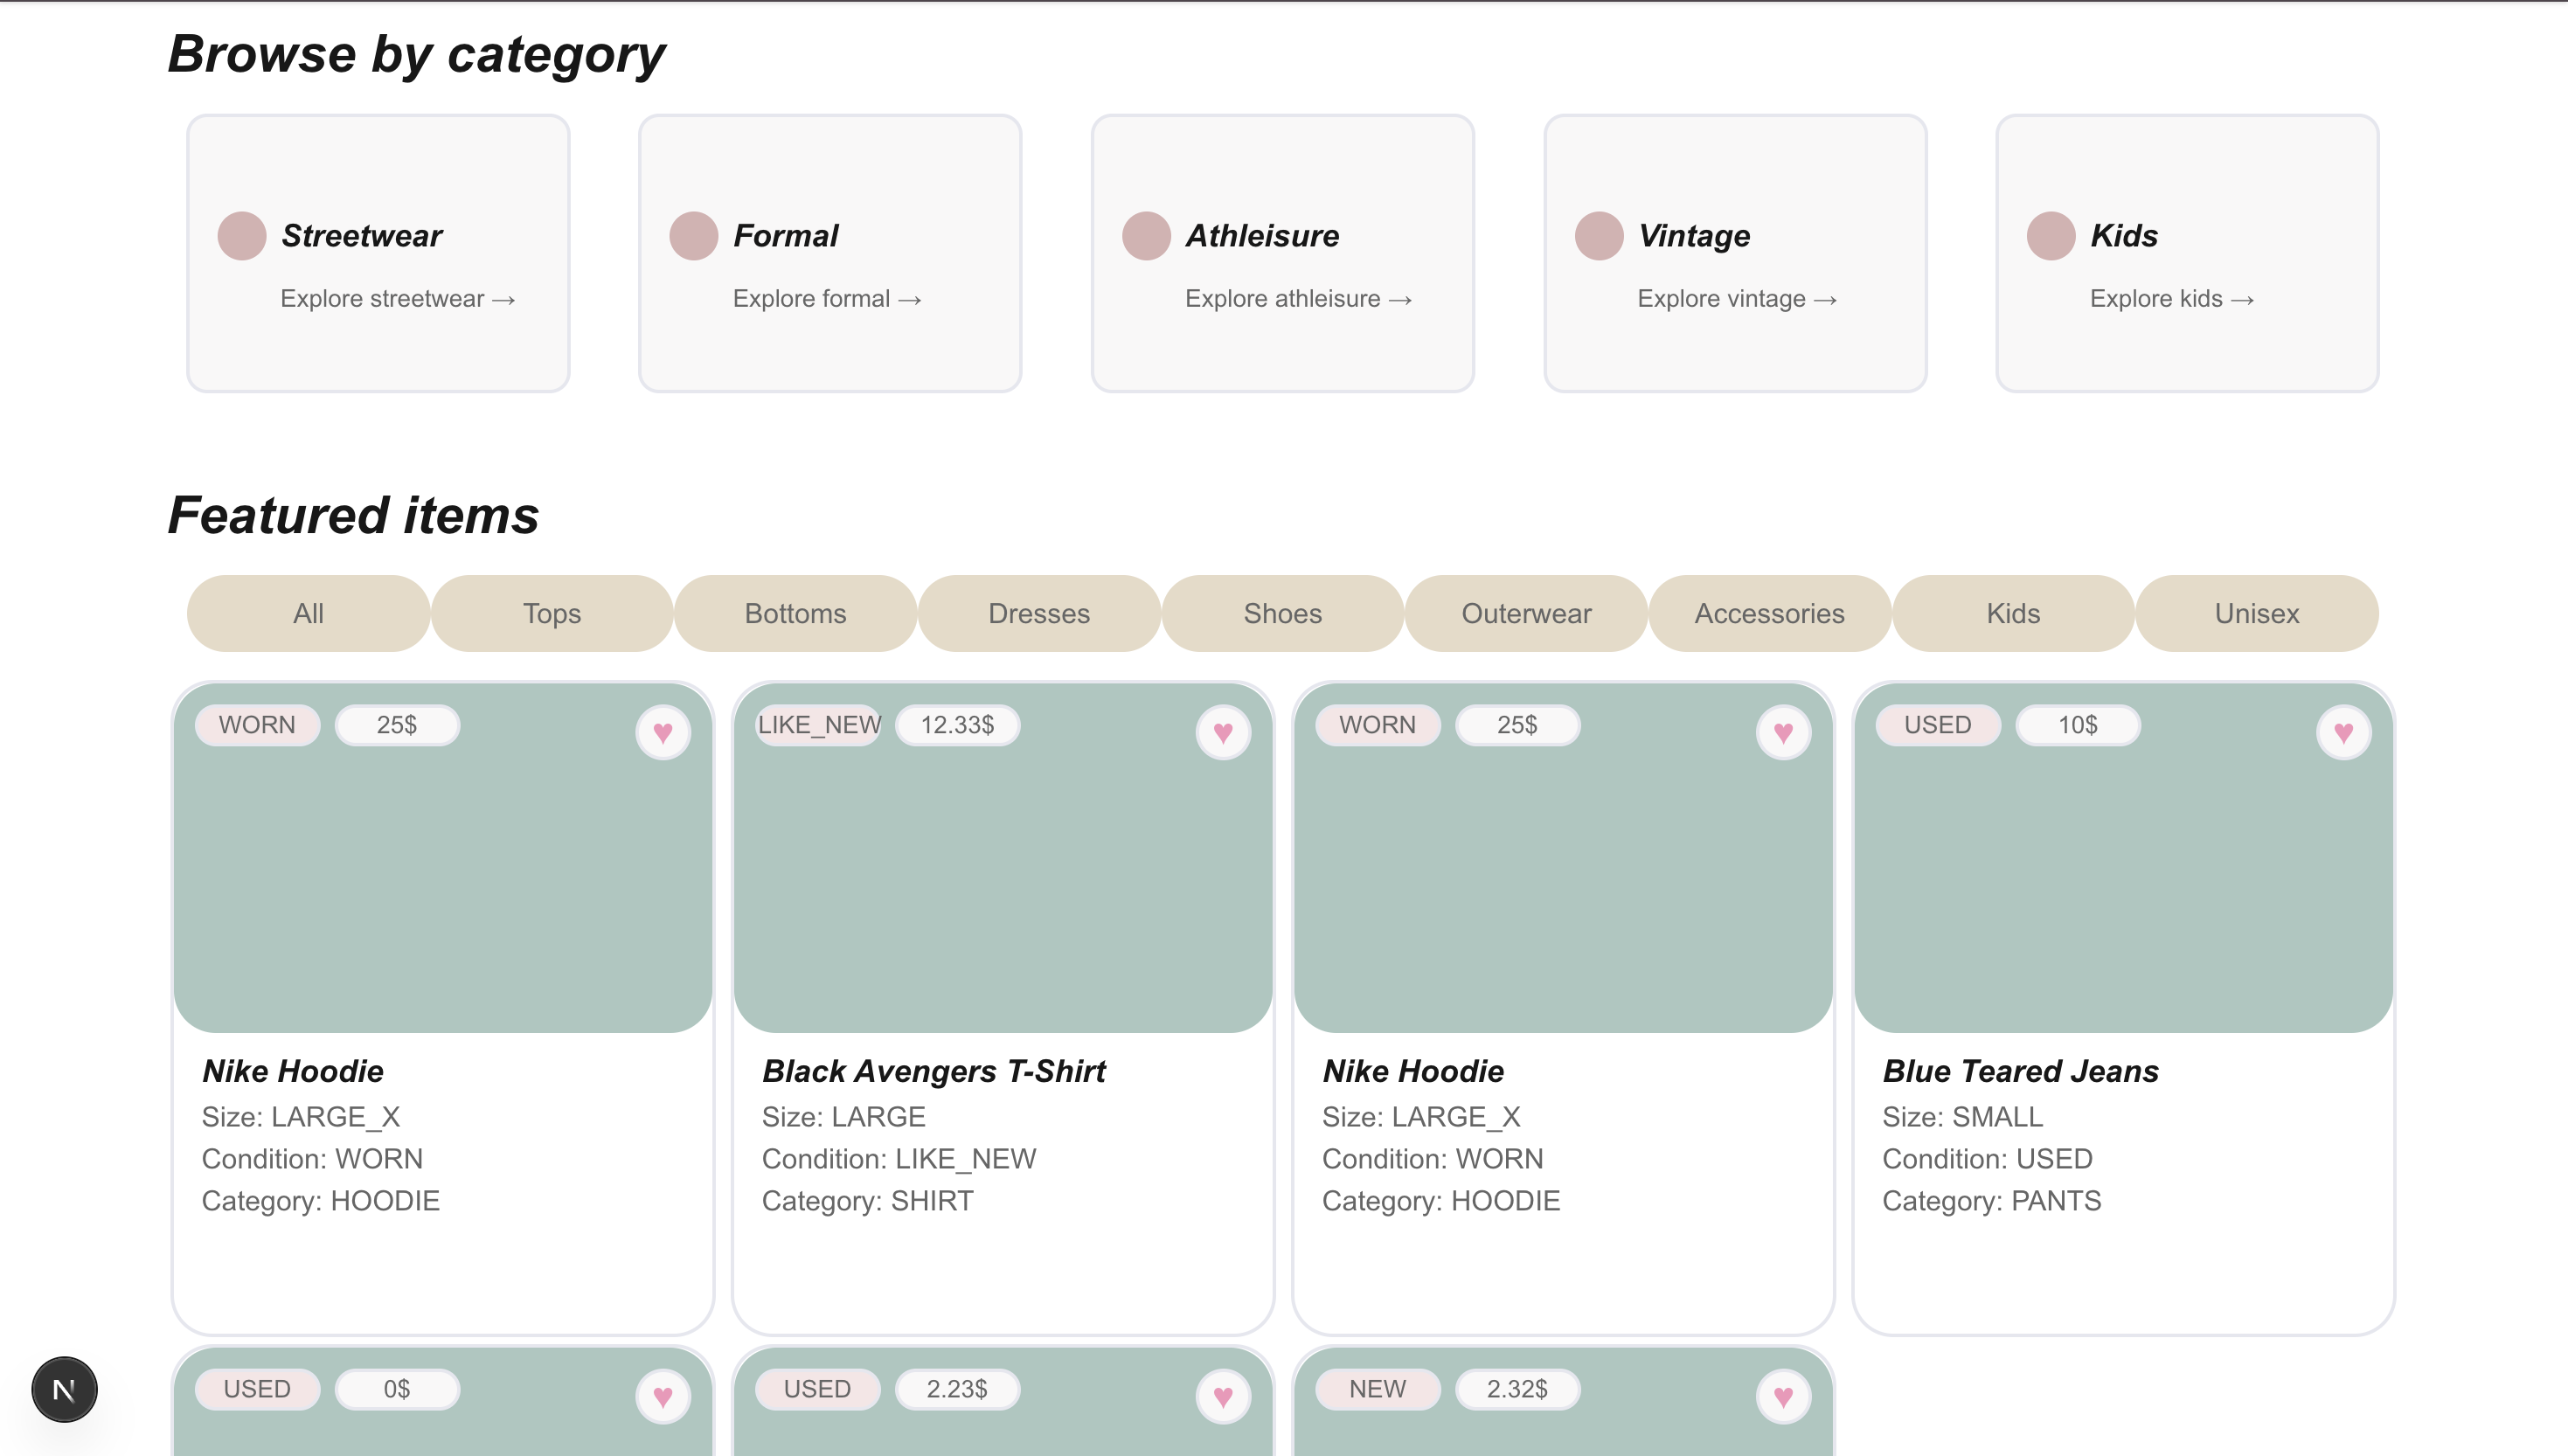 Browse by category
Streetwear
Explore streetwear →
Formal
Explore formal →
Athleisure
Explore athleisure →
Vintage
Explore vintage →
Kids
Explore kids →
Featured items
All Tops Bottoms Dresses Shoes Outerwear Accessories Kids Unisex
WORN 25$ ♥
Nike Hoodie
Size: LARGE_X
Condition: WORN
Category: HOODIE
LIKE_NEW 12.33$ ♥
Black Avengers T-Shirt
Size: LARGE
Condition: LIKE_NEW
Category: SHIRT
WORN 25$ ♥
Nike Hoodie
Size: LARGE_X
Condition: WORN
Category: HOODIE
USED 10$ ♥
Blue Teared Jeans
Size: SMALL
Condition: USED
Category: PANTS
USED 0$ ♥
USED 2.23$ ♥
NEW 2.32$ ♥
N